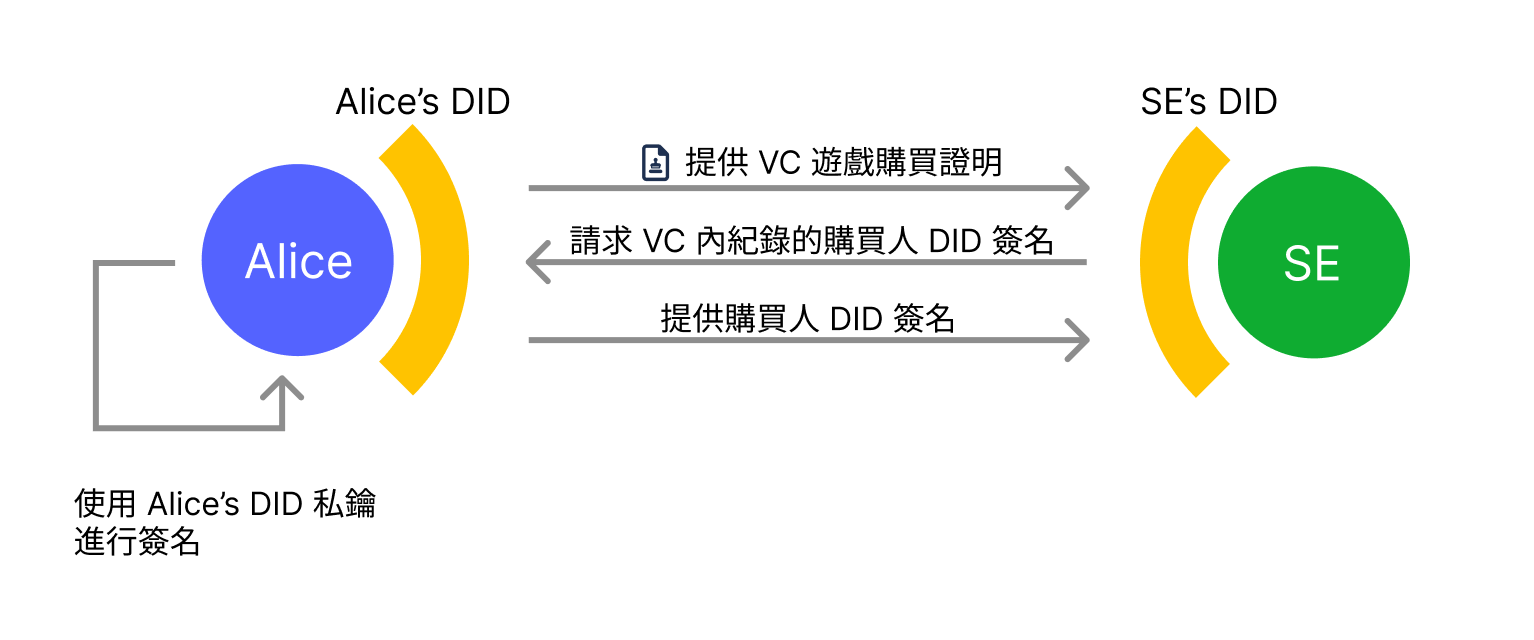 Alice’s DID
SE’s DID
提供 VC 遊戲購買證明
請求 VC 內紀錄的購買人 DID 簽名
Alice
SE
提供購買人 DID 簽名
使用 Alice’s DID 私鑰
進行簽名